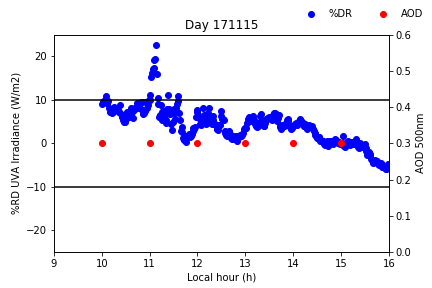 %DR AOD
Day 171115
%RD UVA Irradiance (W/m2)
20
10
0
−10
−20
0.6
0.5
0.4
0.3
0.2
0.1
0.0
AOD 500nm
9 10 11 12 13 14 15 16
Local hour (h)